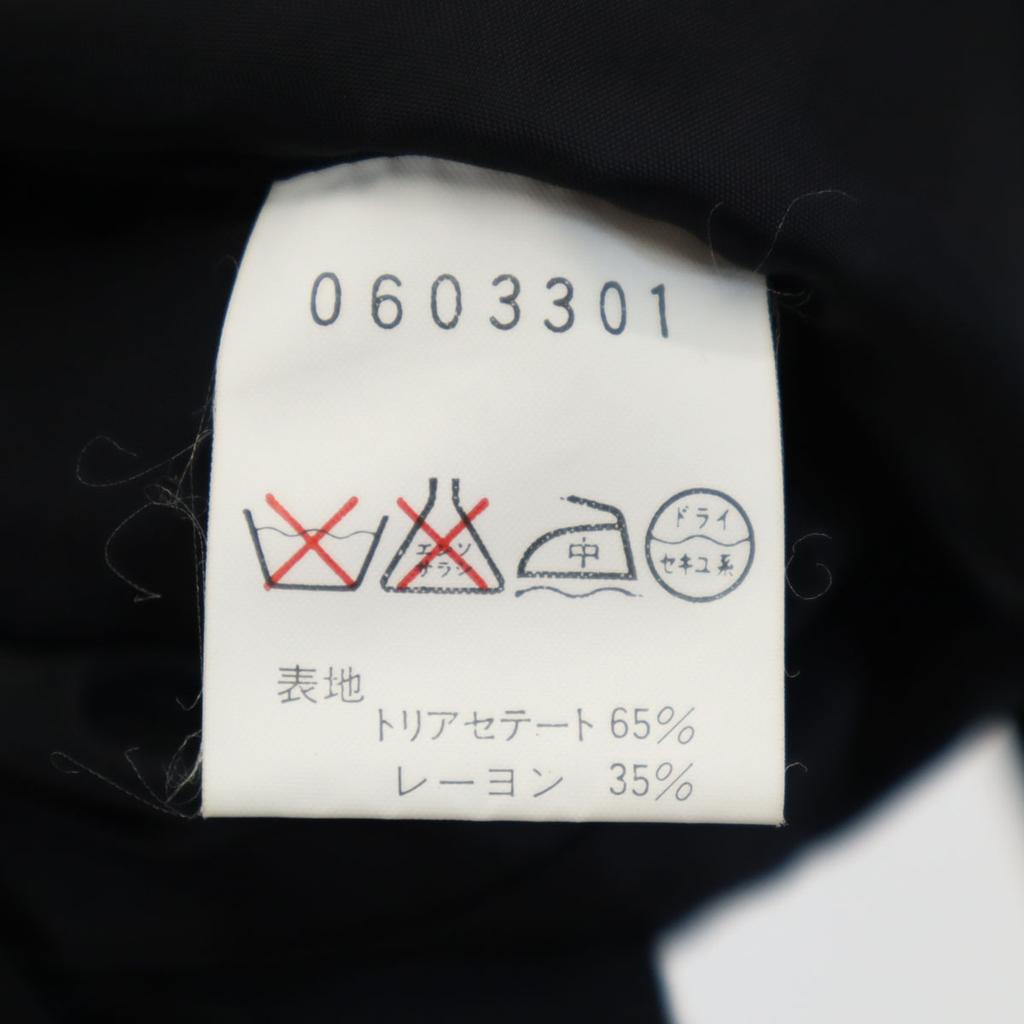 0603301
エンソ
サラシ
中
ドライ
セキユ系
表地
トリアセテート 65%
レーヨン 35%